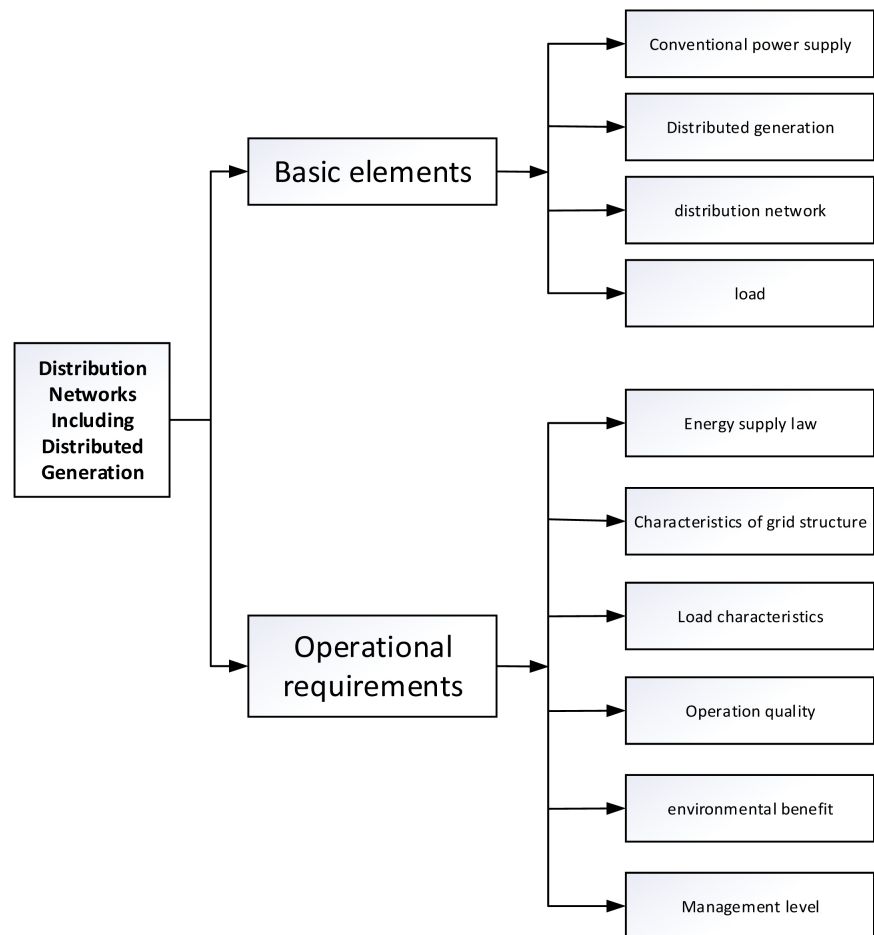 Distribution
Networks
Including
Distributed
Generation
Basic elements
Conventional power supply
Distributed generation
distribution network
load
Operational
requirements
Energy supply law
Characteristics of grid structure
Load characteristics
Operation quality
environmental benefit
Management level